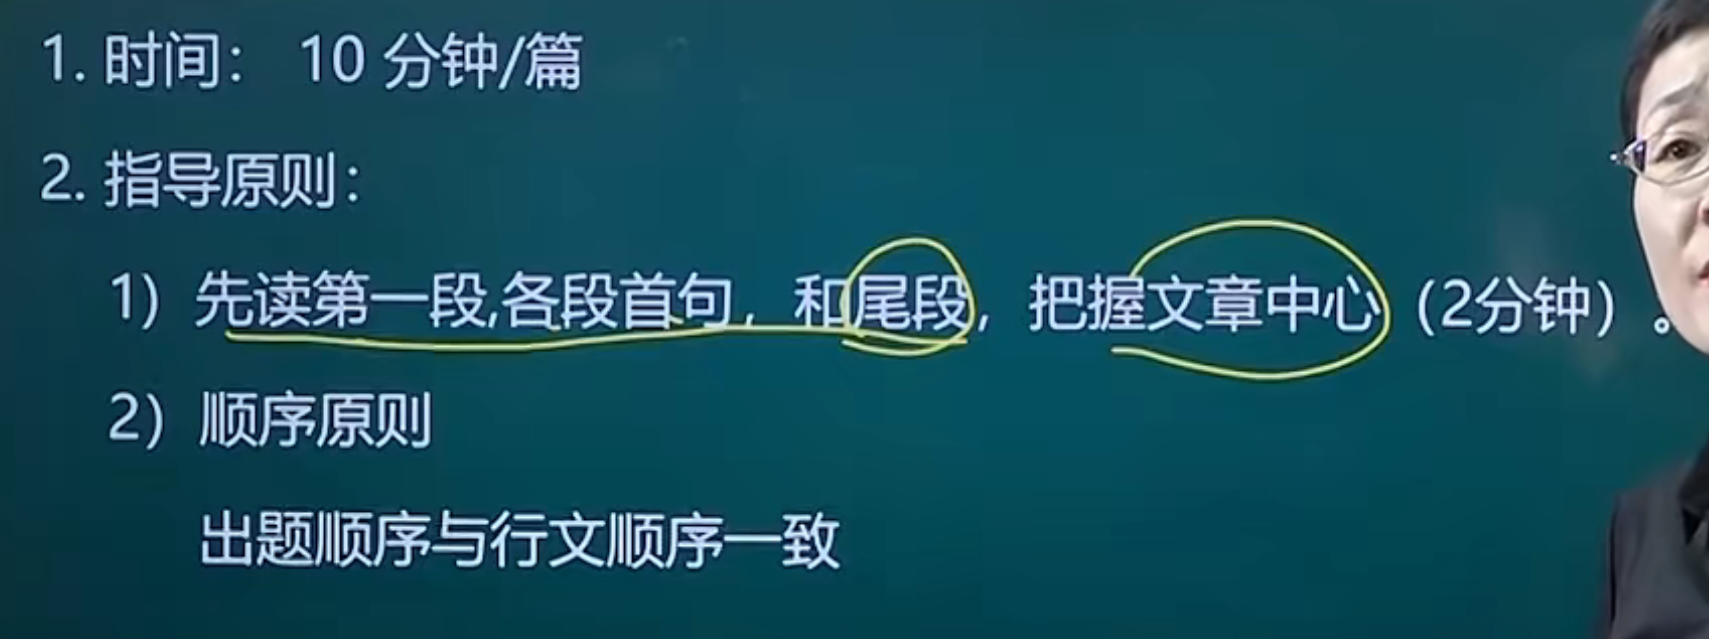 1. 时间： 10 分钟/篇
2. 指导原则：
1）先读第一段,各段首句，和尾段，把握文章中心（2分钟）。
2）顺序原则
出题顺序与行文顺序一致